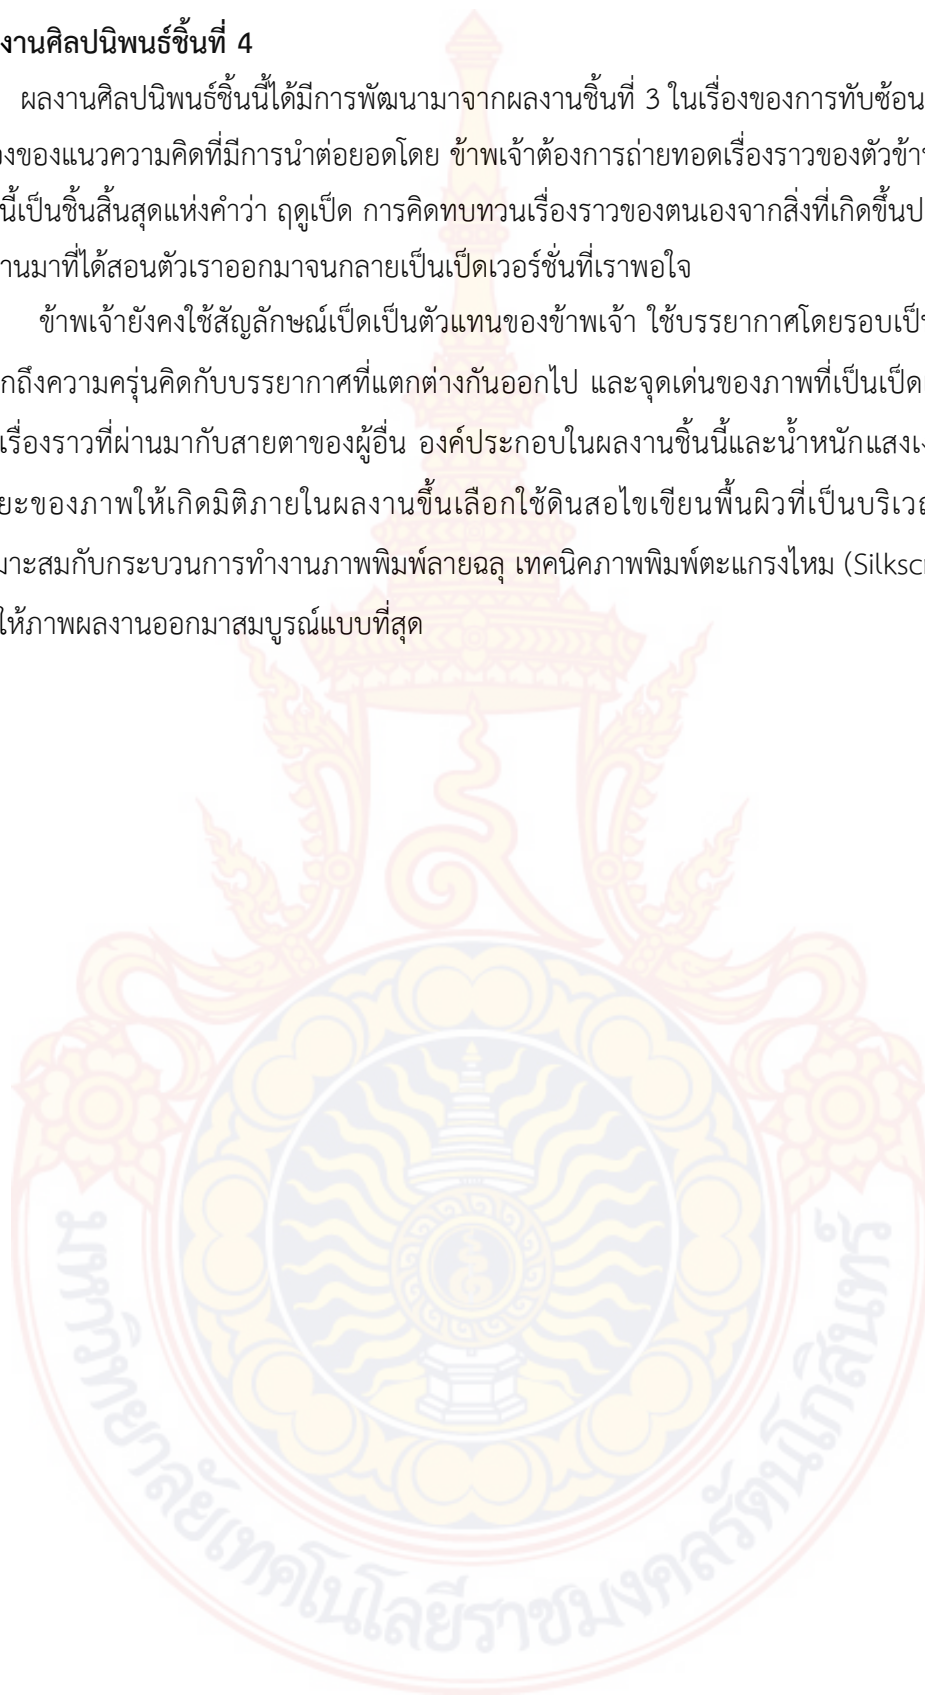 งานศิลปนิพนธ์ชิ้นที่ 4
ผลงานศิลปนิพนธ์ชิ้นนี้ได้มีการพัฒนามาจากผลงานชิ้นที่ 3 ในเรื่องของการทับซ้อน
ของแนวความคิดที่มีการนำต่อยอดโดย ข้าพเจ้าต้องการถ่ายทอดเรื่องราวของตัวข้า
นี้เป็นชิ้นสิ้นสุดแห่งคำว่า ฤดูเป็ด การคิดทบทวนเรื่องราวของตนเองจากสิ่งที่เกิดขึ้น
านมาที่ได้สอนตัวเราออกมาจนกลายเป็นเป็ดเวอร์ชั่นที่เราพอใจ
ข้าพเจ้ายังคงใช้สัญลักษณ์เป็ดเป็นตัวแทนของข้าพเจ้า ใช้บรรยากาศโดยรอบเป็
กถึงความครุ่นคิดกับบรรยากาศที่แตกต่างกันออกไป และจุดเด่นของภาพที่เป็นเป็ด
เรื่องราวที่ผ่านมากับสายตาของผู้อื่น องค์ประกอบในผลงานชิ้นนี้และน้ำหนักแสงเ
ยะของภาพให้เกิดมิติภายในผลงานขึ้นเลือกใช้ดินสอไขเขียนพื้นผิวที่เป็นบริเวณ
มาะสมกับกระบวนการทำงานภาพพิมพ์ลายฉลุ เทคนิคภาพพิมพ์ตะแกรงไหม (Silksc
ให้ภาพผลงานออกมาสมบูรณ์แบบที่สุด
มหาวิทยาลัยเทคโนโลยีราชมงคลรัตนโกสินทร์